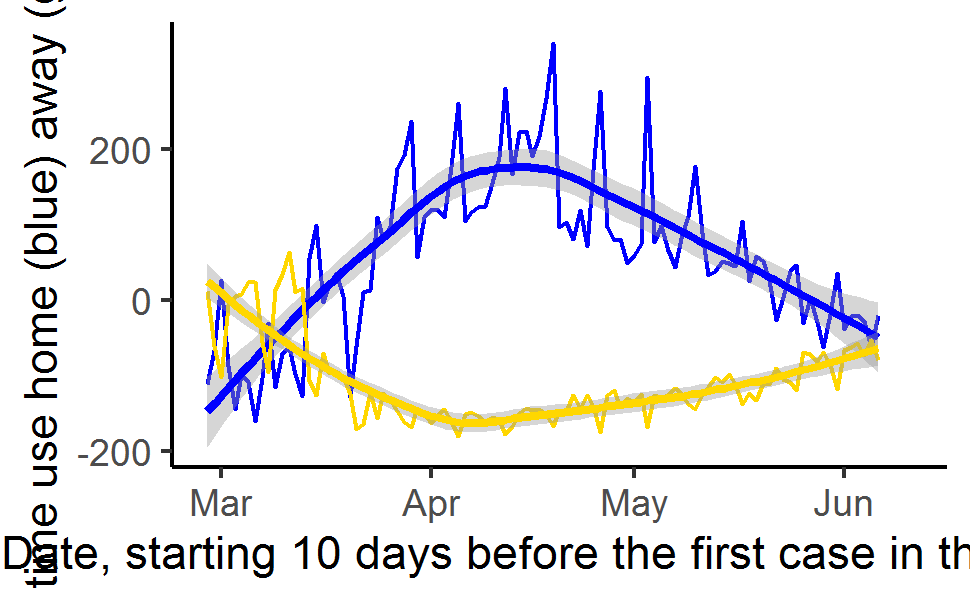 time use home (blue) away (
200
0
-200
Mar Apr May Jun
Date, starting 10 days before the first case in th